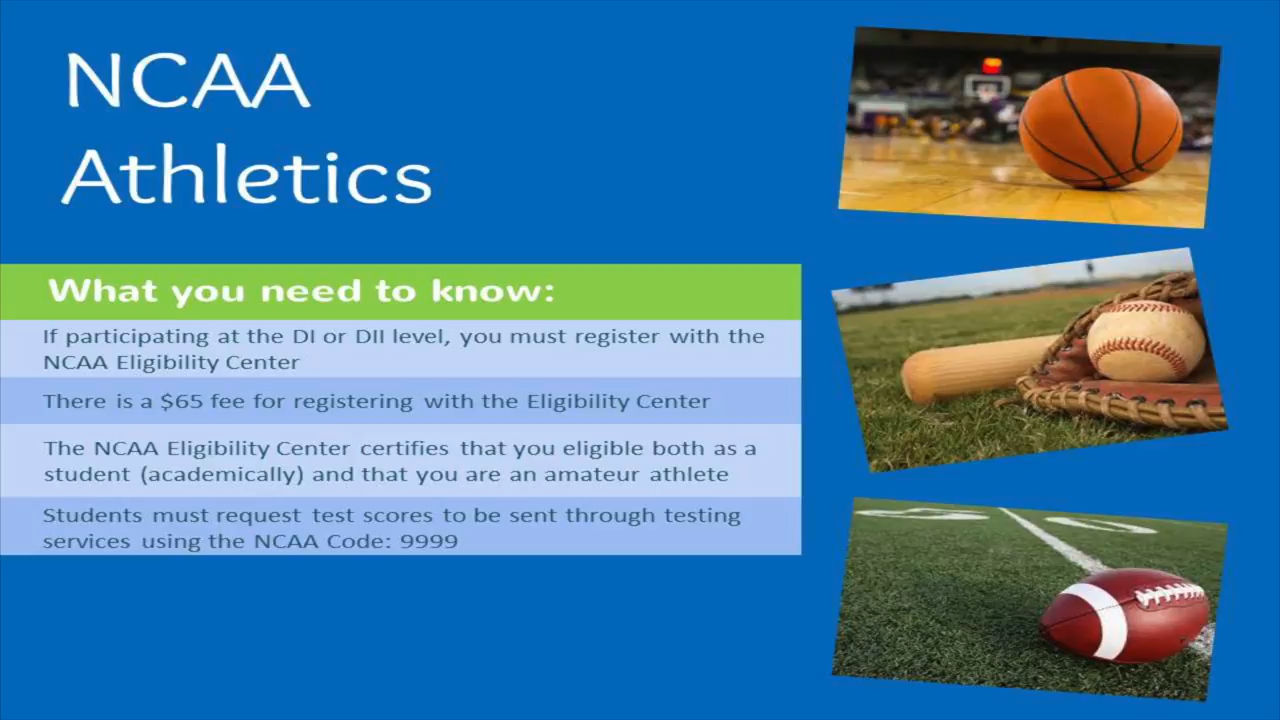 NCAA
Athletics
What you need to know:
If participating at the DI or DII level, you must register with the
NCAA Eligibility Center
There is a $65 fee for registering with the Eligibility Center
The NCAA Eligibility Center certifies that you eligible both as a
student (academically) and that you are an amateur athlete
Students must request test scores to be sent through testing
services using the NCAA Code: 9999